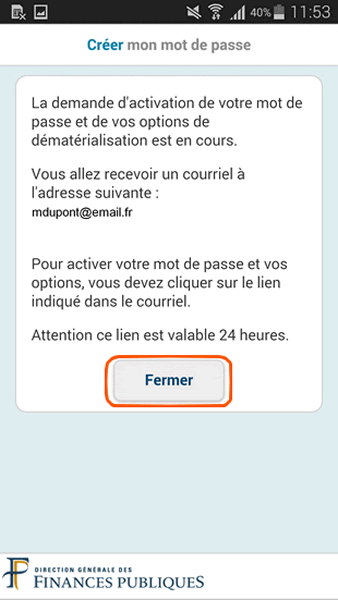 40% 11:53
Créer mon mot de passe
La demande d'activation de votre mot de
passe et de vos options de
dématérialisation est en cours.
Vous allez recevoir un courriel à
l'adresse suivante :
mdupont@email.fr
Pour activer votre mot de passe et vos
options, vous devez cliquer sur le lien
indiqué dans le courriel.
Attention ce lien est valable 24 heures.
Fermer
DIRECTION GÉNÉRALE DES
FINANCES PUBLIQUES